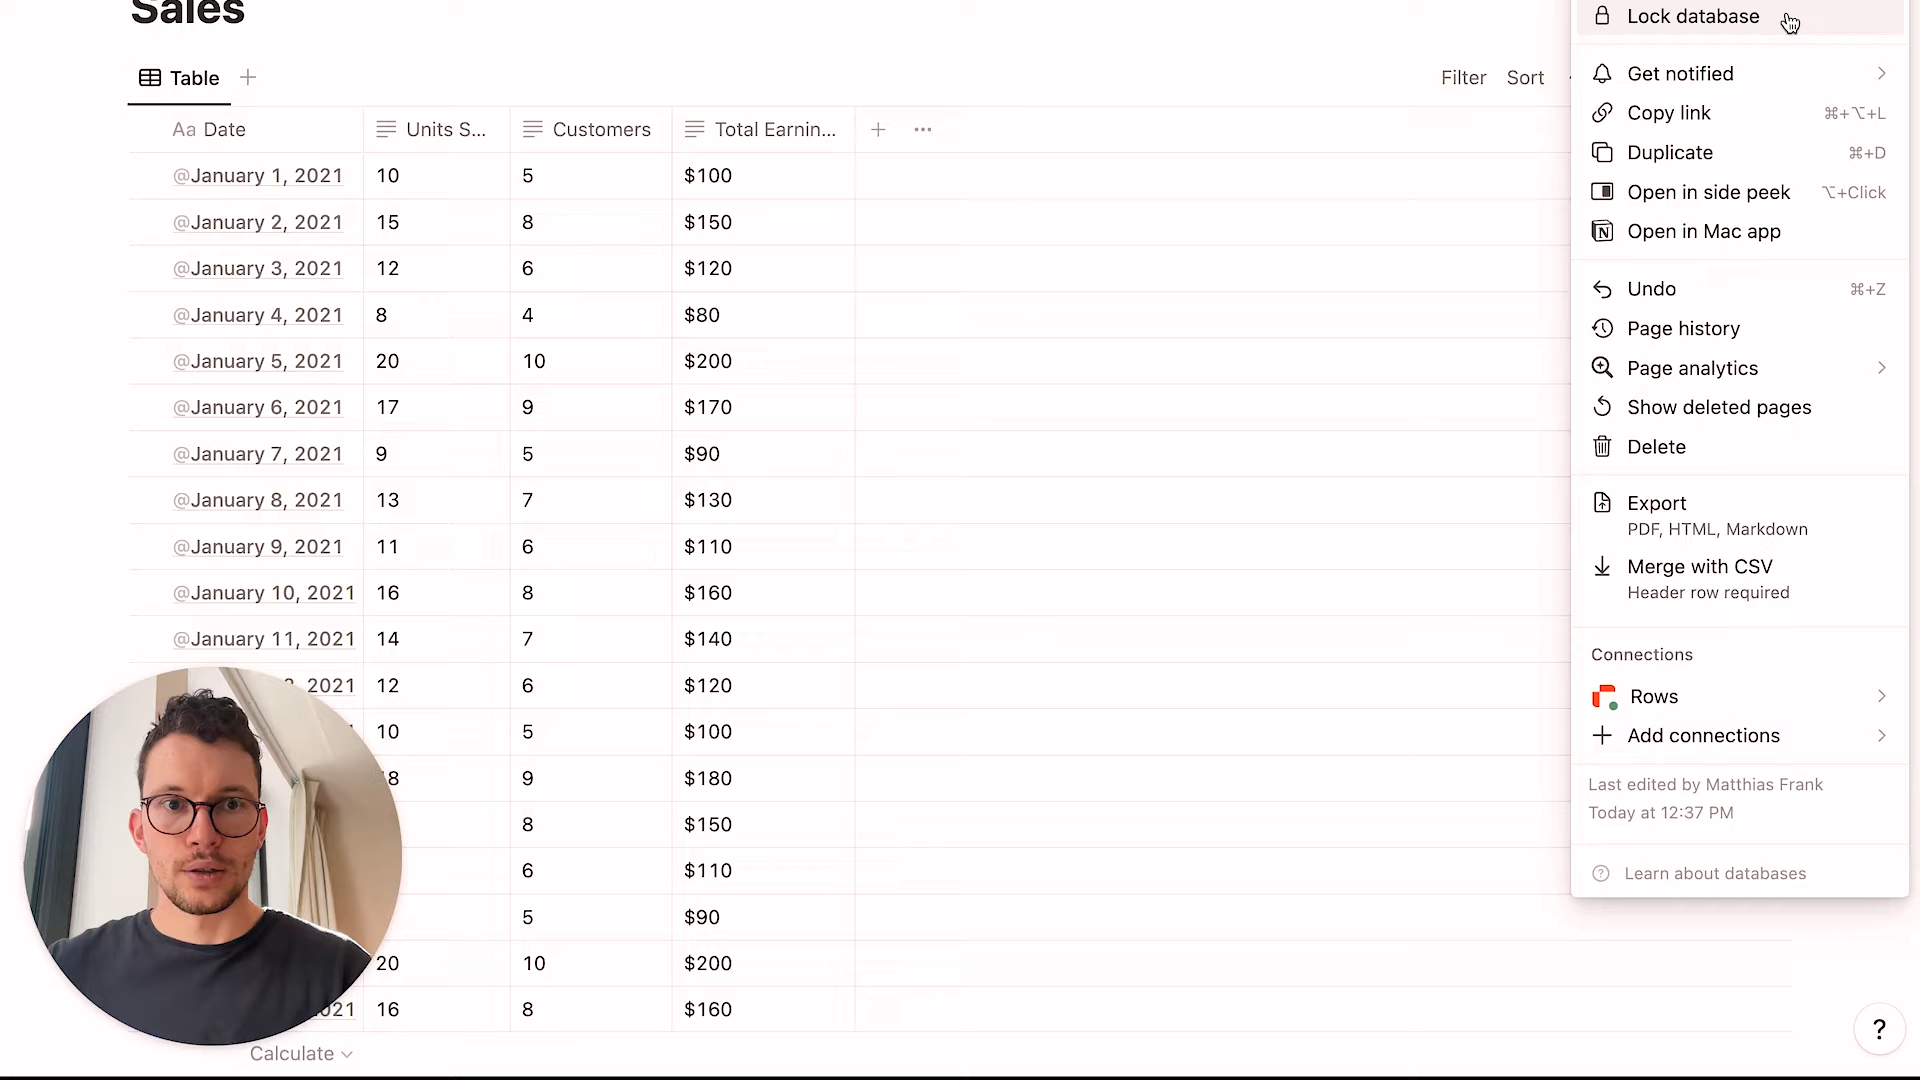 Sales
Table
Filter Sort
Aa Date Units S... Customers Total Earnin...
@January 1, 2021 10 5 $100
@January 2, 2021 15 8 $150
@January 3, 2021 12 6 $120
@January 4, 2021 8 4 $80
@January 5, 2021 20 10 $200
@January 6, 2021 17 9 $170
@January 7, 2021 9 5 $90
@January 8, 2021 13 7 $130
@January 9, 2021 11 6 $110
@January 10, 2021 16 8 $160
@January 11, 2021 14 7 $140
2021 12 6 $120
10 5 $100
8 9 $180
8 $150
6 $110
5 $90
20 10 $200
2021 16 8 $160
Calculate
Lock database
Get notified
Copy link ⌘+⌥+L
Duplicate ⌘+D
Open in side peek ⌥+Click
Open in Mac app
Undo ⌘+Z
Page history
Page analytics
Show deleted pages
Delete
Export
PDF, HTML, Markdown
Merge with CSV
Header row required
Connections
Rows
Add connections
Last edited by Matthias Frank
Today at 12:37 PM
Learn about databases
?